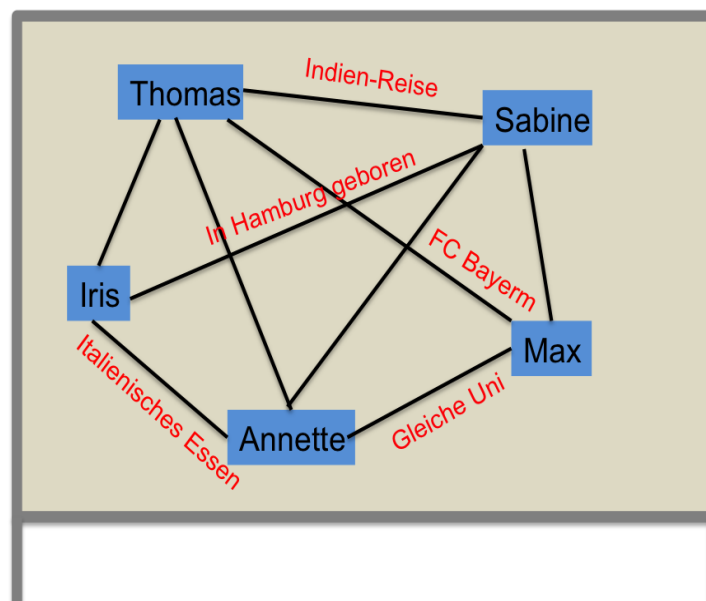 Indien-Reise
Thomas
Sabine
In Hamburg geboren
FC Bayerm
Iris
Max
Italienisches Essen
Gleiche Uni
Annette